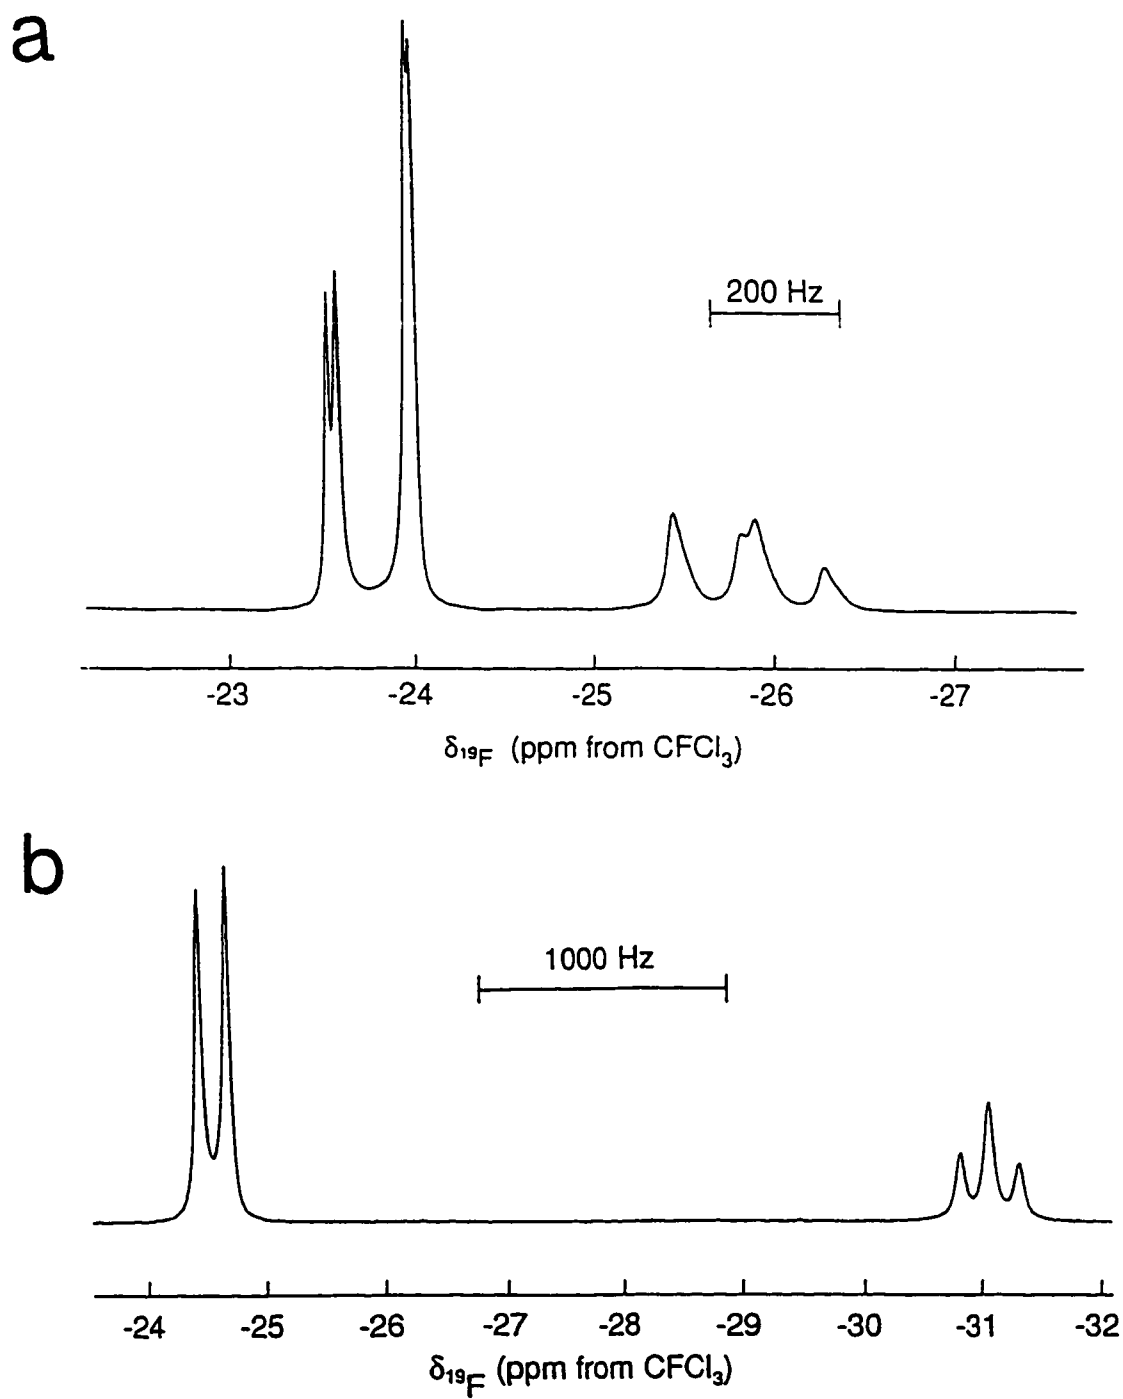 a
200 Hz
-23 -24 -25 -26 -27
δ₁₉F (ppm from CFCl₃)
b
1000 Hz
-24 -25 -26 -27 -28 -29 -30 -31 -32
δ₁₉F (ppm from CFCl₃)